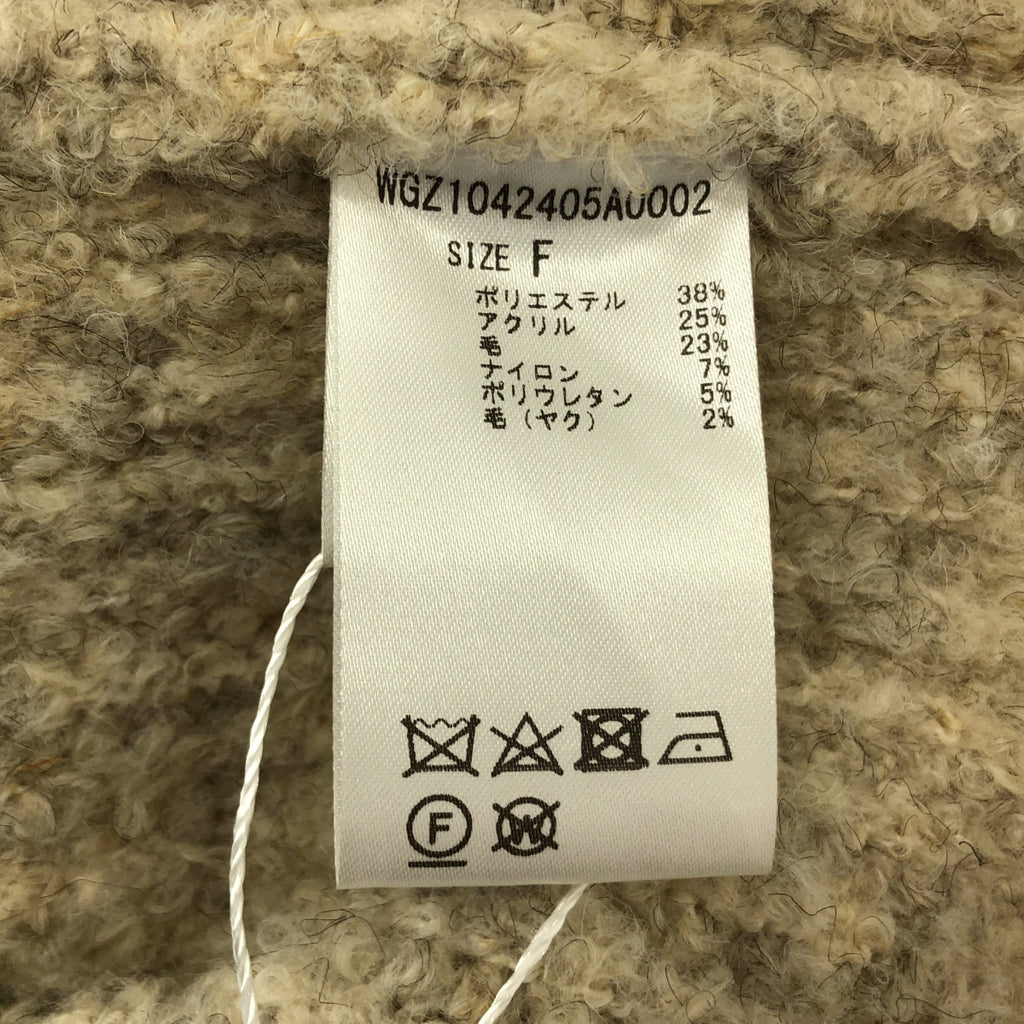 WGZ1042405A0002
SIZE F
ポリエステル 38%
アクリル 25%
毛 23%
ナイロン 7%
ポリウレタン 5%
毛(ヤク) 2%
F W